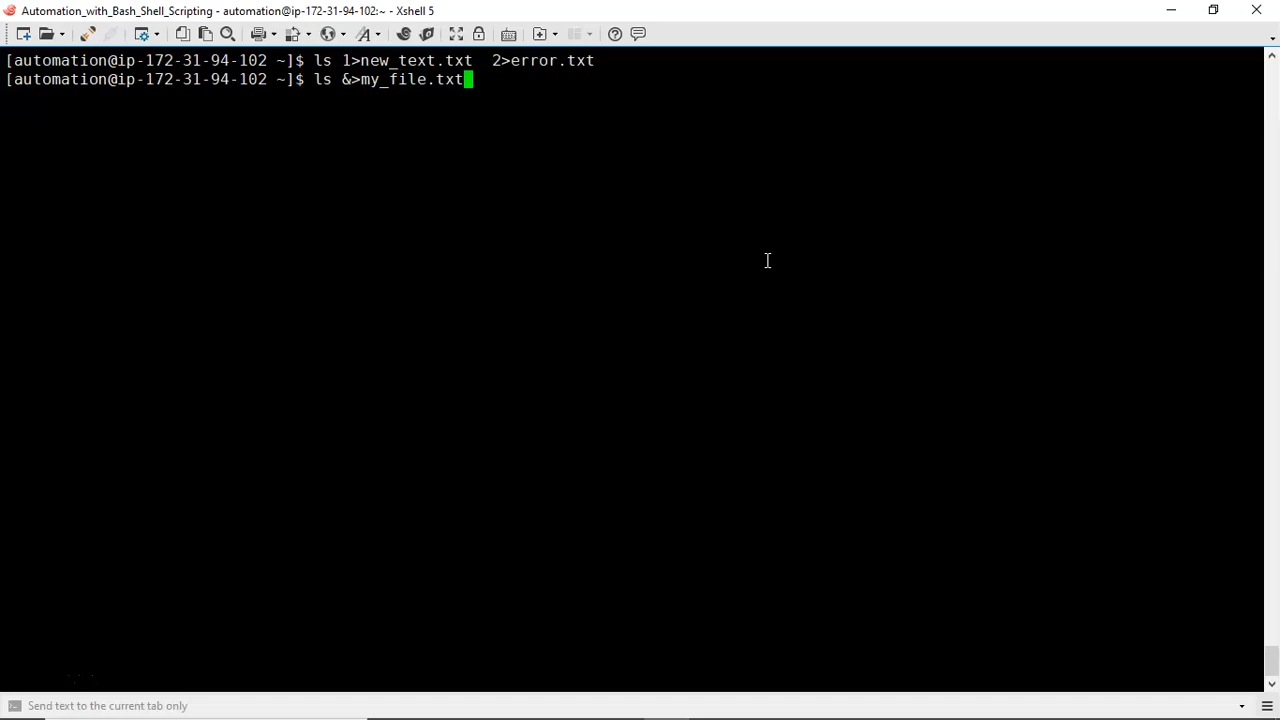 Automation_with_Bash_Shell_Scripting - automation@ip-172-31-94-102:~ - Xshell 5
[automation@ip-172-31-94-102 ~]$ ls 1>new_text.txt  2>error.txt
[automation@ip-172-31-94-102 ~]$ ls &>my_file.txt
Send text to the current tab only